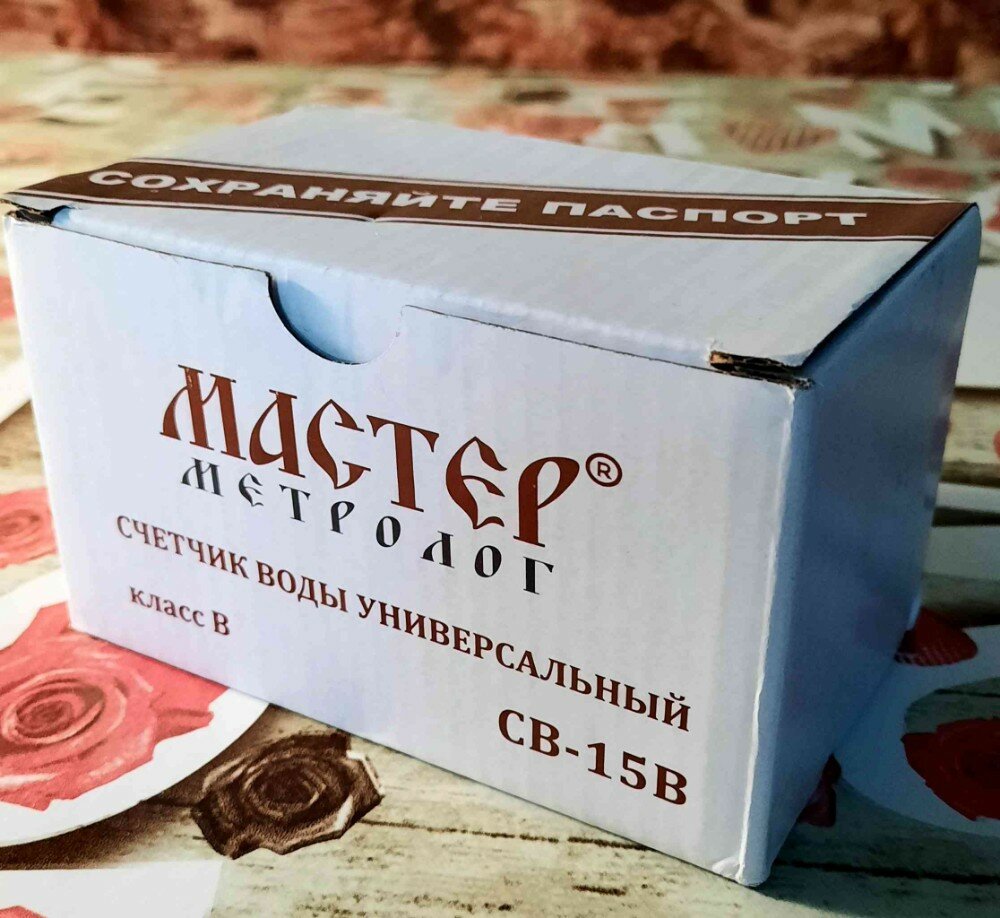 СОХРАНЯЙТЕ ПАСПОРТ
МАСТЕР®
МЕТРОЛОГ
СЧЕТЧИК ВОДЫ УНИВЕРСАЛЬНЫЙ
класс В
СВ-15В